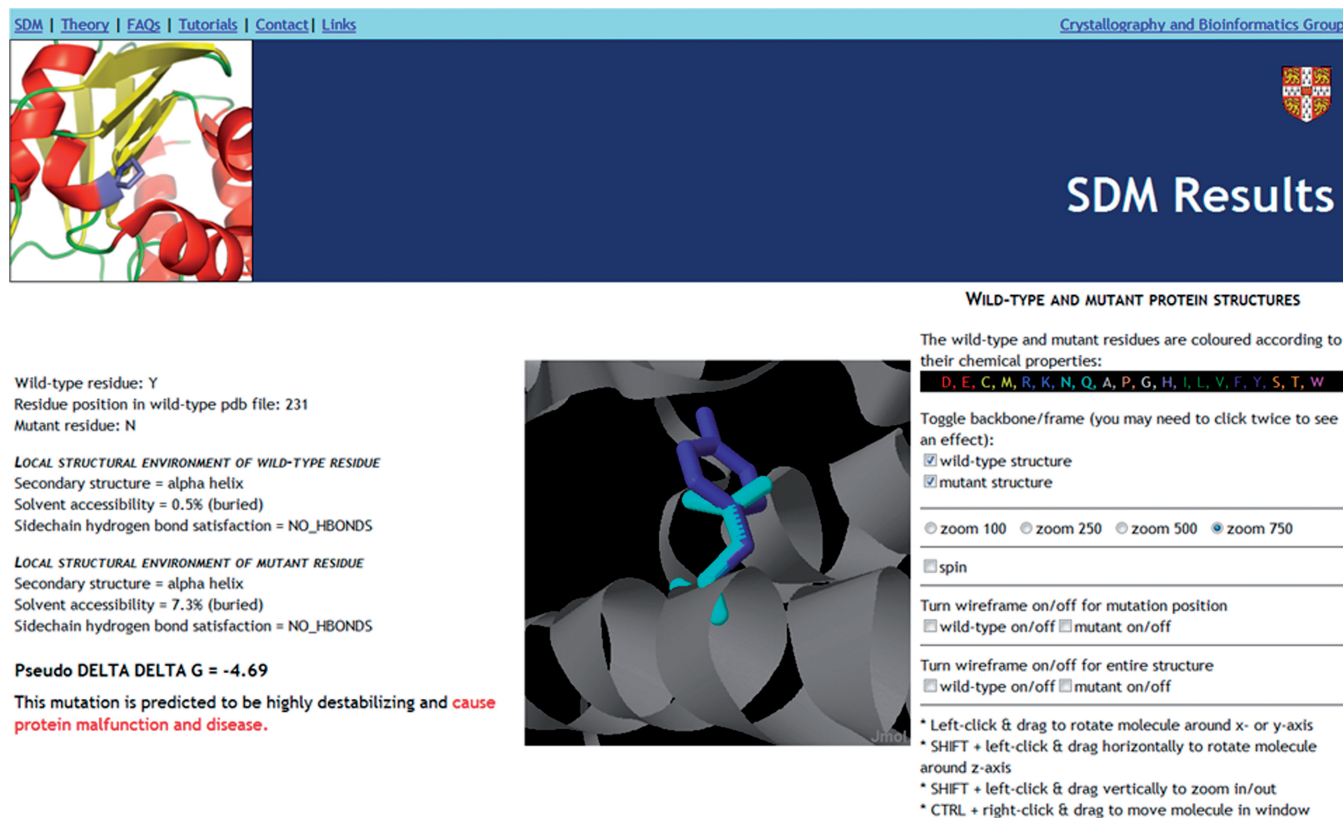 SDM | Theory | FAQs | Tutorials | Contact | Links
Crystallography and Bioinformatics Group
SDM Results
Wild-type residue: Y
Residue position in wild-type pdb file: 231
Mutant residue: N
LOCAL STRUCTURAL ENVIRONMENT OF WILD-TYPE RESIDUE
Secondary structure = alpha helix
Solvent accessibility = 0.5% (buried)
Sidechain hydrogen bond satisfaction = NO_HBONDS
LOCAL STRUCTURAL ENVIRONMENT OF MUTANT RESIDUE
Secondary structure = alpha helix
Solvent accessibility = 7.3% (buried)
Sidechain hydrogen bond satisfaction = NO_HBONDS
Pseudo DELTA DELTA G = -4.69
This mutation is predicted to be highly destabilizing and cause
protein malfunction and disease.
Jmol
WILD-TYPE AND MUTANT PROTEIN STRUCTURES
The wild-type and mutant residues are coloured according to
their chemical properties:
D, E, C, M, R, K, N, Q, A, P, G, H, I, L, V, F, Y, S, T, W
Toggle backbone/frame (you may need to click twice to see
an effect):
wild-type structure
mutant structure
zoom 100 zoom 250 zoom 500 zoom 750
spin
Turn wireframe on/off for mutation position
wild-type on/off mutant on/off
Turn wireframe on/off for entire structure
wild-type on/off mutant on/off
* Left-click & drag to rotate molecule around x- or y-axis
* SHIFT + left-click & drag horizontally to rotate molecule
around z-axis
* SHIFT + left-click & drag vertically to zoom in/out
* CTRL + right-click & drag to move molecule in window